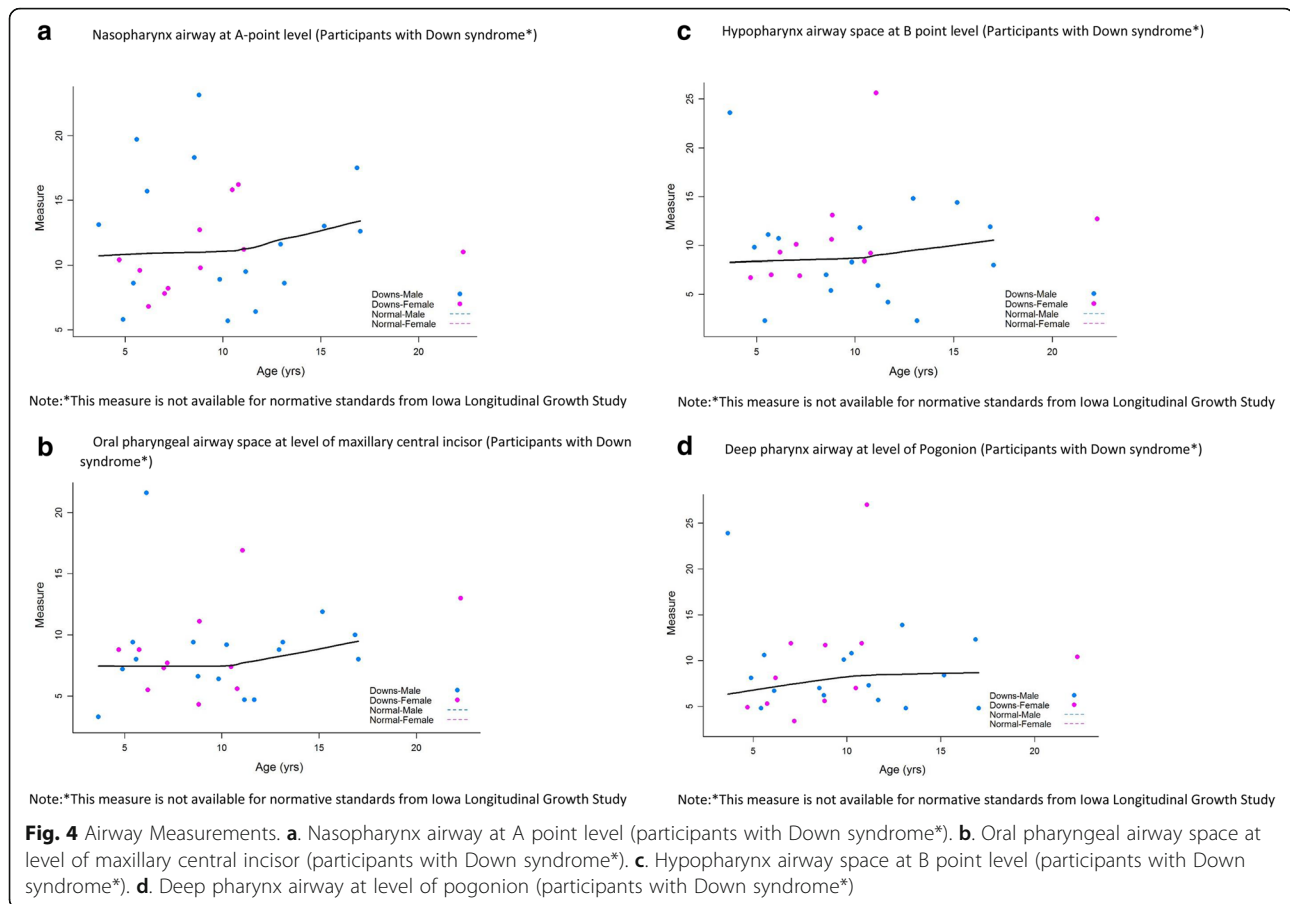 a
Nasopharynx airway at A-point level (Participants with Down syndrome*)
Measure
20
15
10
5
Downs-Male
Downs-Female
Normal-Male
Normal-Female
5 10 15 20
Age (yrs)
Note:*This measure is not available for normative standards from Iowa Longitudinal Growth Study
b
Oral pharyngeal airway space at level of maxillary central incisor (Participants with Down
syndrome*)
Measure
20
15
10
5
Downs-Male
Downs-Female
Normal-Male
Normal-Female
5 10 15 20
Age (yrs)
Note:*This measure is not available for normative standards from Iowa Longitudinal Growth Study
c
Hypopharynx airway space at B point level (Participants with Down syndrome*)
Measure
25
20
15
10
5
Downs-Male
Downs-Female
Normal-Male
Normal-Female
5 10 15 20
Age (yrs)
Note:*This measure is not available for normative standards from Iowa Longitudinal Growth Study
d
Deep pharynx airway at level of Pogonion (Participants with Down syndrome*)
Measure
25
20
15
10
5
Downs-Male
Downs-Female
Normal-Male
Normal-Female
5 10 15 20
Age (yrs)
Note:*This measure is not available for normative standards from Iowa Longitudinal Growth Study
Fig. 4 Airway Measurements. a. Nasopharynx airway at A point level (participants with Down syndrome*). b. Oral pharyngeal airway space at
level of maxillary central incisor (participants with Down syndrome*). c. Hypopharynx airway space at B point level (participants with Down
syndrome*). d. Deep pharynx airway at level of pogonion (participants with Down syndrome*)